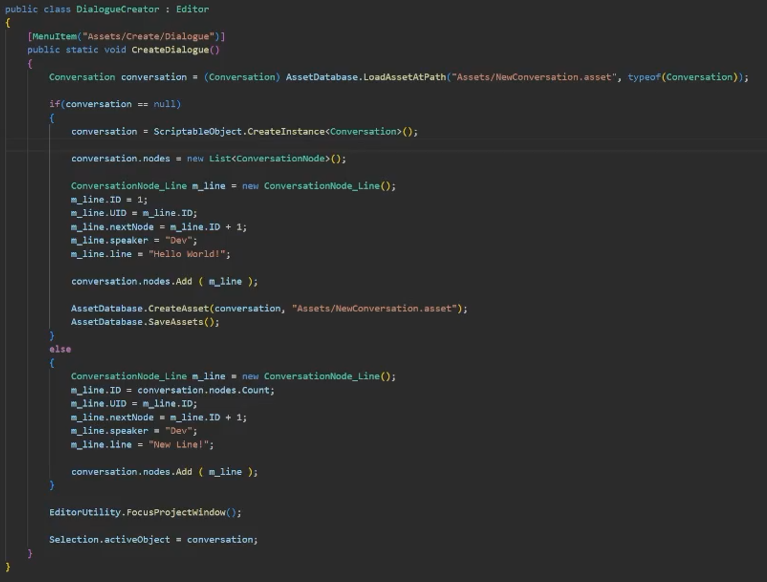 public class DialogueCreator : Editor
{
[MenuItem("Assets/Create/Dialogue")]
public static void CreateDialogue()
{
Conversation conversation = (Conversation) AssetDatabase.LoadAssetAtPath("Assets/NewConversation.asset", typeof(Conversation));
if(conversation == null)
{
conversation = ScriptableObject.CreateInstance<Conversation>();
conversation.nodes = new List<ConversationNode>();
ConversationNode_Line m_line = new ConversationNode_Line();
m_line.ID = 1;
m_line.UID = m_line.ID;
m_line.nextNode = m_line.ID + 1;
m_line.speaker = "Dev";
m_line.line = "Hello World!";
conversation.nodes.Add ( m_line );
AssetDatabase.CreateAsset(conversation, "Assets/NewConversation.asset");
AssetDatabase.SaveAssets();
}
else
{
ConversationNode_Line m_line = new ConversationNode_Line();
m_line.ID = conversation.nodes.Count;
m_line.UID = m_line.ID;
m_line.nextNode = m_line.ID + 1;
m_line.speaker = "Dev";
m_line.line = "New Line!";
conversation.nodes.Add ( m_line );
}
EditorUtility.FocusProjectWindow();
Selection.activeObject = conversation;
}
}